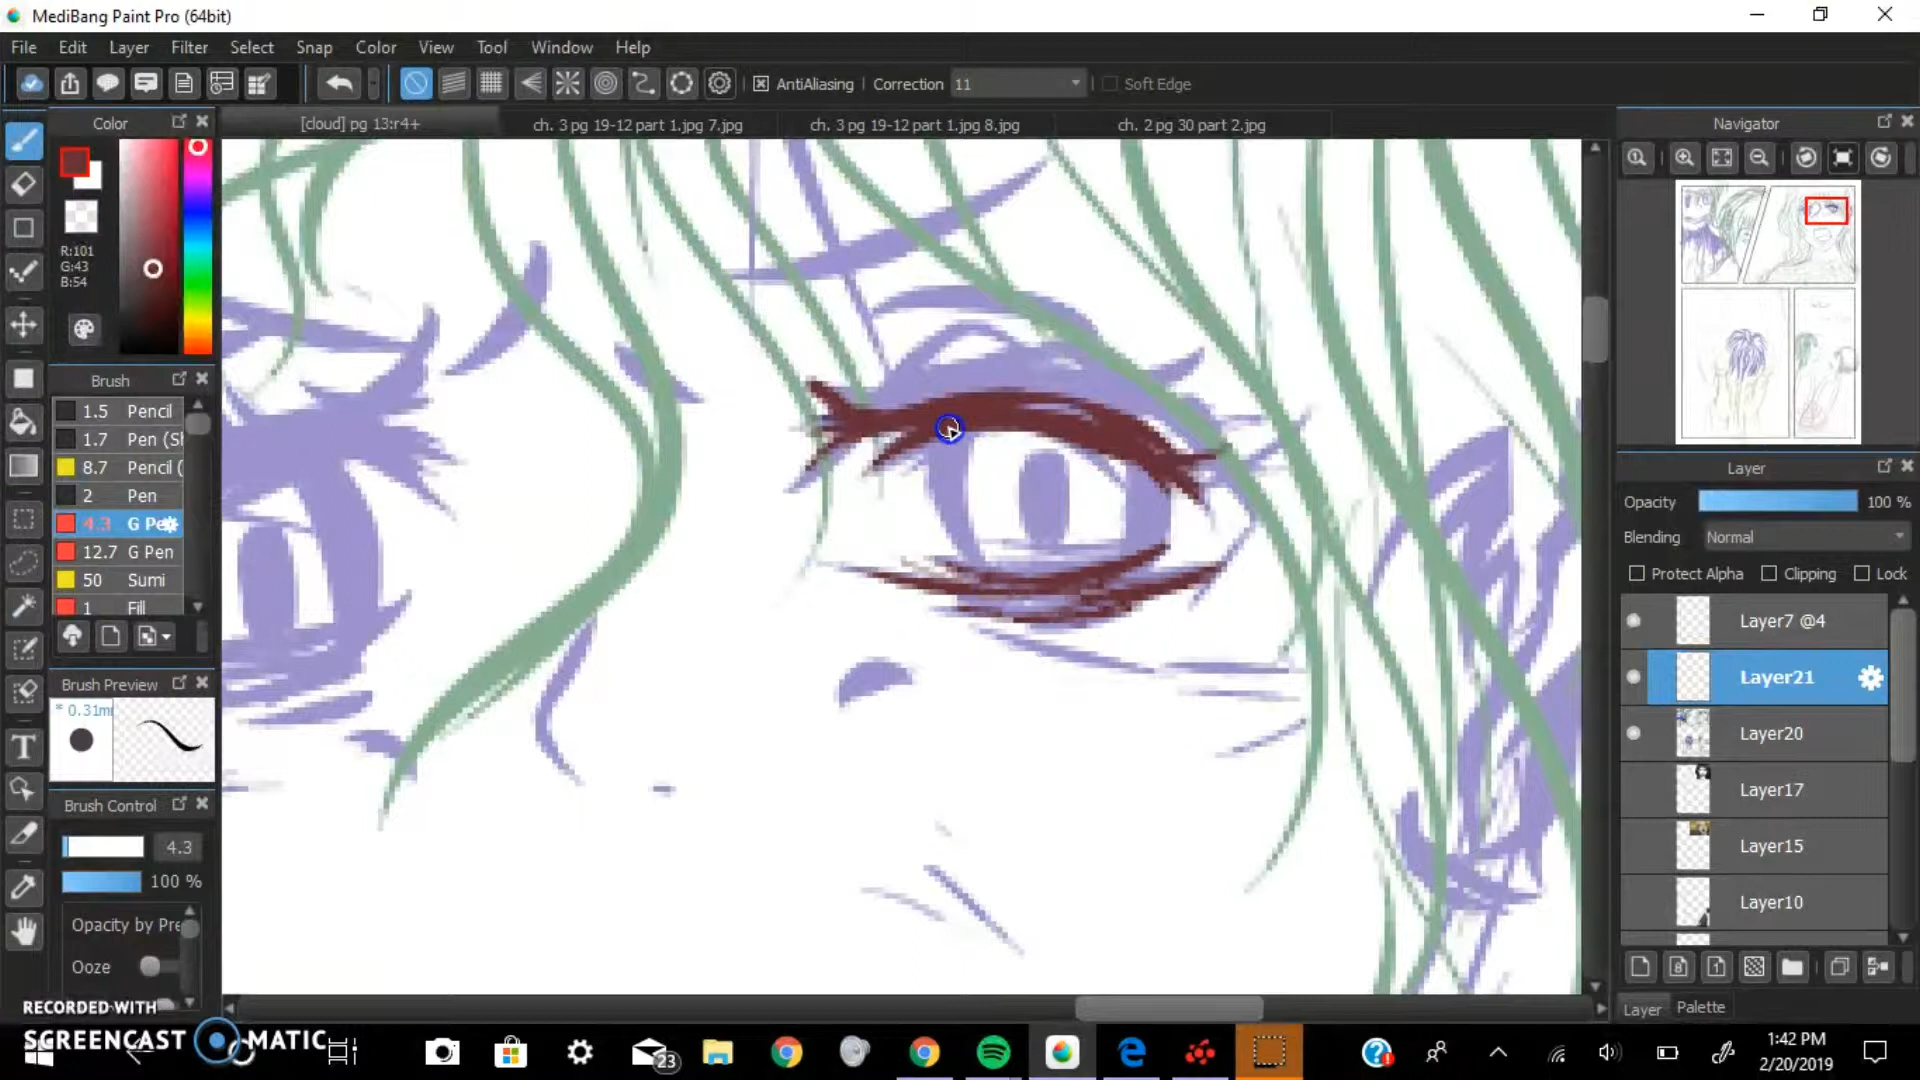 MediBang Paint Pro (64bit)
File Edit Layer Filter Select Snap Color View Tool Window Help
AntiAliasing Correction 11 Soft Edge
Color
[cloud] pg 13:r4+ ch. 3 pg 19-12 part 1.jpg 7.jpg ch. 3 pg 19-12 part 1.jpg 8.jpg ch. 2 pg 30 part 2.jpg
Navigator
R:101
G:43
B:54
Brush
1.5 Pencil
1.7 Pen (Sh
8.7 Pencil (
2 Pen
4.3 G Pe
12.7 G Pen
50 Sumi
1 Fill
Brush Preview
* 0.31m
Brush Control
4.3
100 %
Opacity by Pre
Ooze
Layer
Opacity 100 %
Blending Normal
Protect Alpha Clipping Lock
Layer7 @4
Layer21
Layer20
Layer17
Layer15
Layer10
Layer Palette
RECORDED WITH
SCREENCAST MATIC
23
1:42 PM
2/20/2019